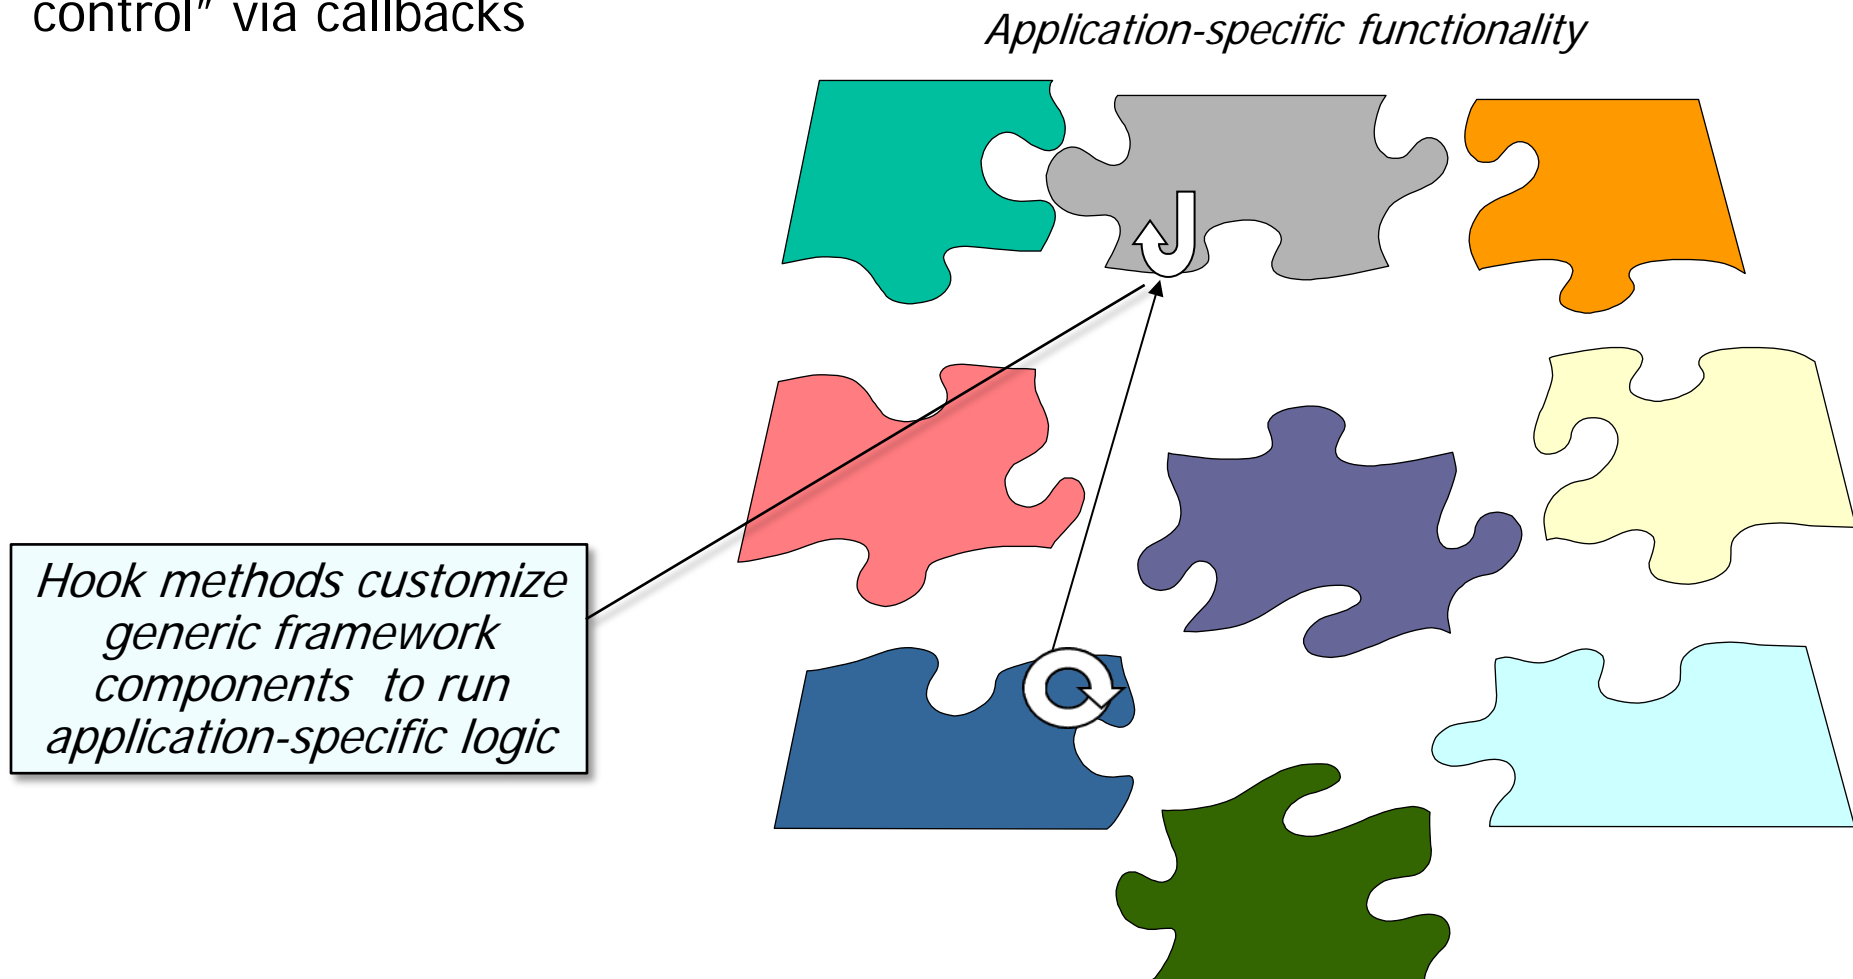 control" via callbacks
Application-specific functionality
Hook methods customize
generic framework
components to run
application-specific logic